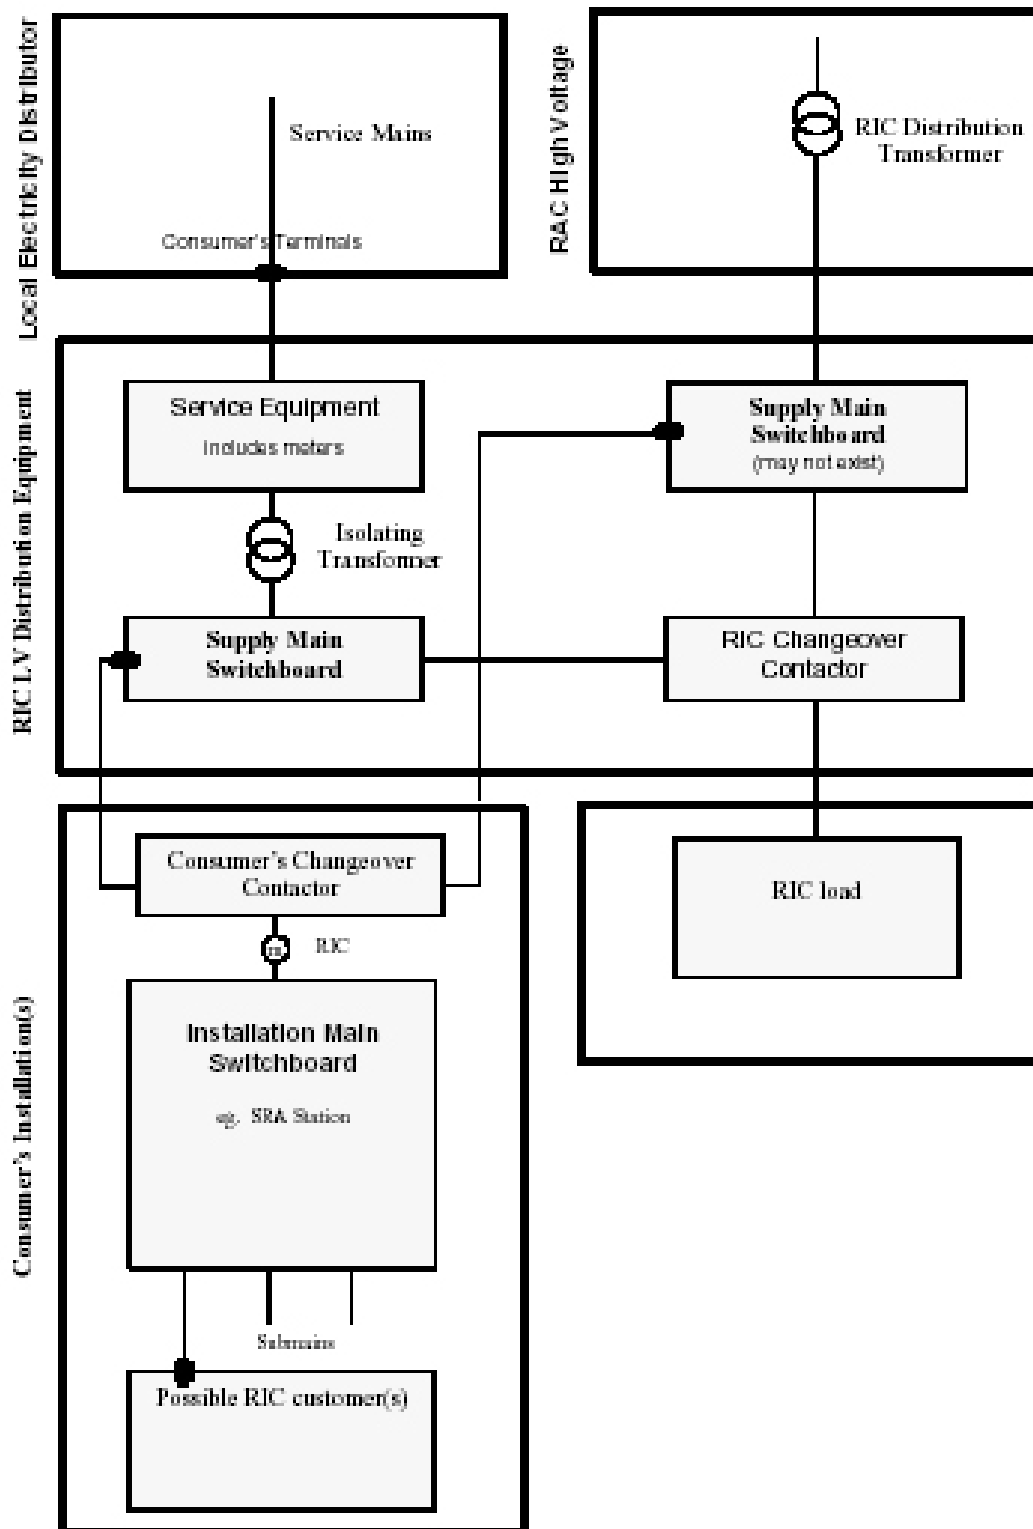 Local Electricity Distributor
Service Mains
Consumer's Terminals
RAC High Voltage
RIC Distribution
Transformer
RIC LV Distribution Equipment
Service Equipment
includes meters
Isolating
Transformer
Supply Main
Switchboard
Supply Main
Switchboard
(may not exist)
RIC Changeover
Contactor
Consumer's Installation(s)
Consumer's Changeover
Contactor
m
RIC
Installation Main
Switchboard
eg. SRA Station
Submains
Possible RIC customer(s)
RIC load